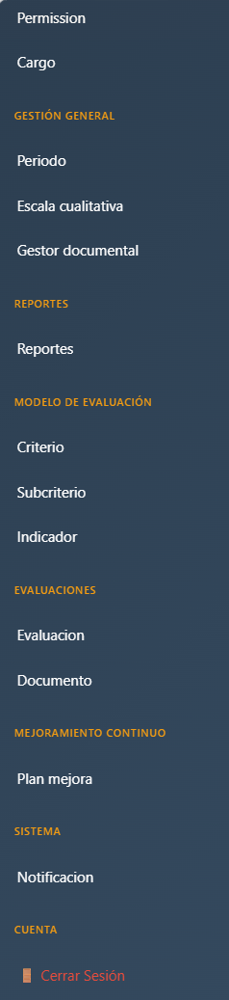 Permission
Cargo
GESTIÓN GENERAL
Periodo
Escala cualitativa
Gestor documental
REPORTES
Reportes
MODELO DE EVALUACIÓN
Criterio
Subcriterio
Indicador
EVALUACIONES
Evaluacion
Documento
MEJORAMIENTO CONTINUO
Plan mejora
SISTEMA
Notificacion
CUENTA
Cerrar Sesión